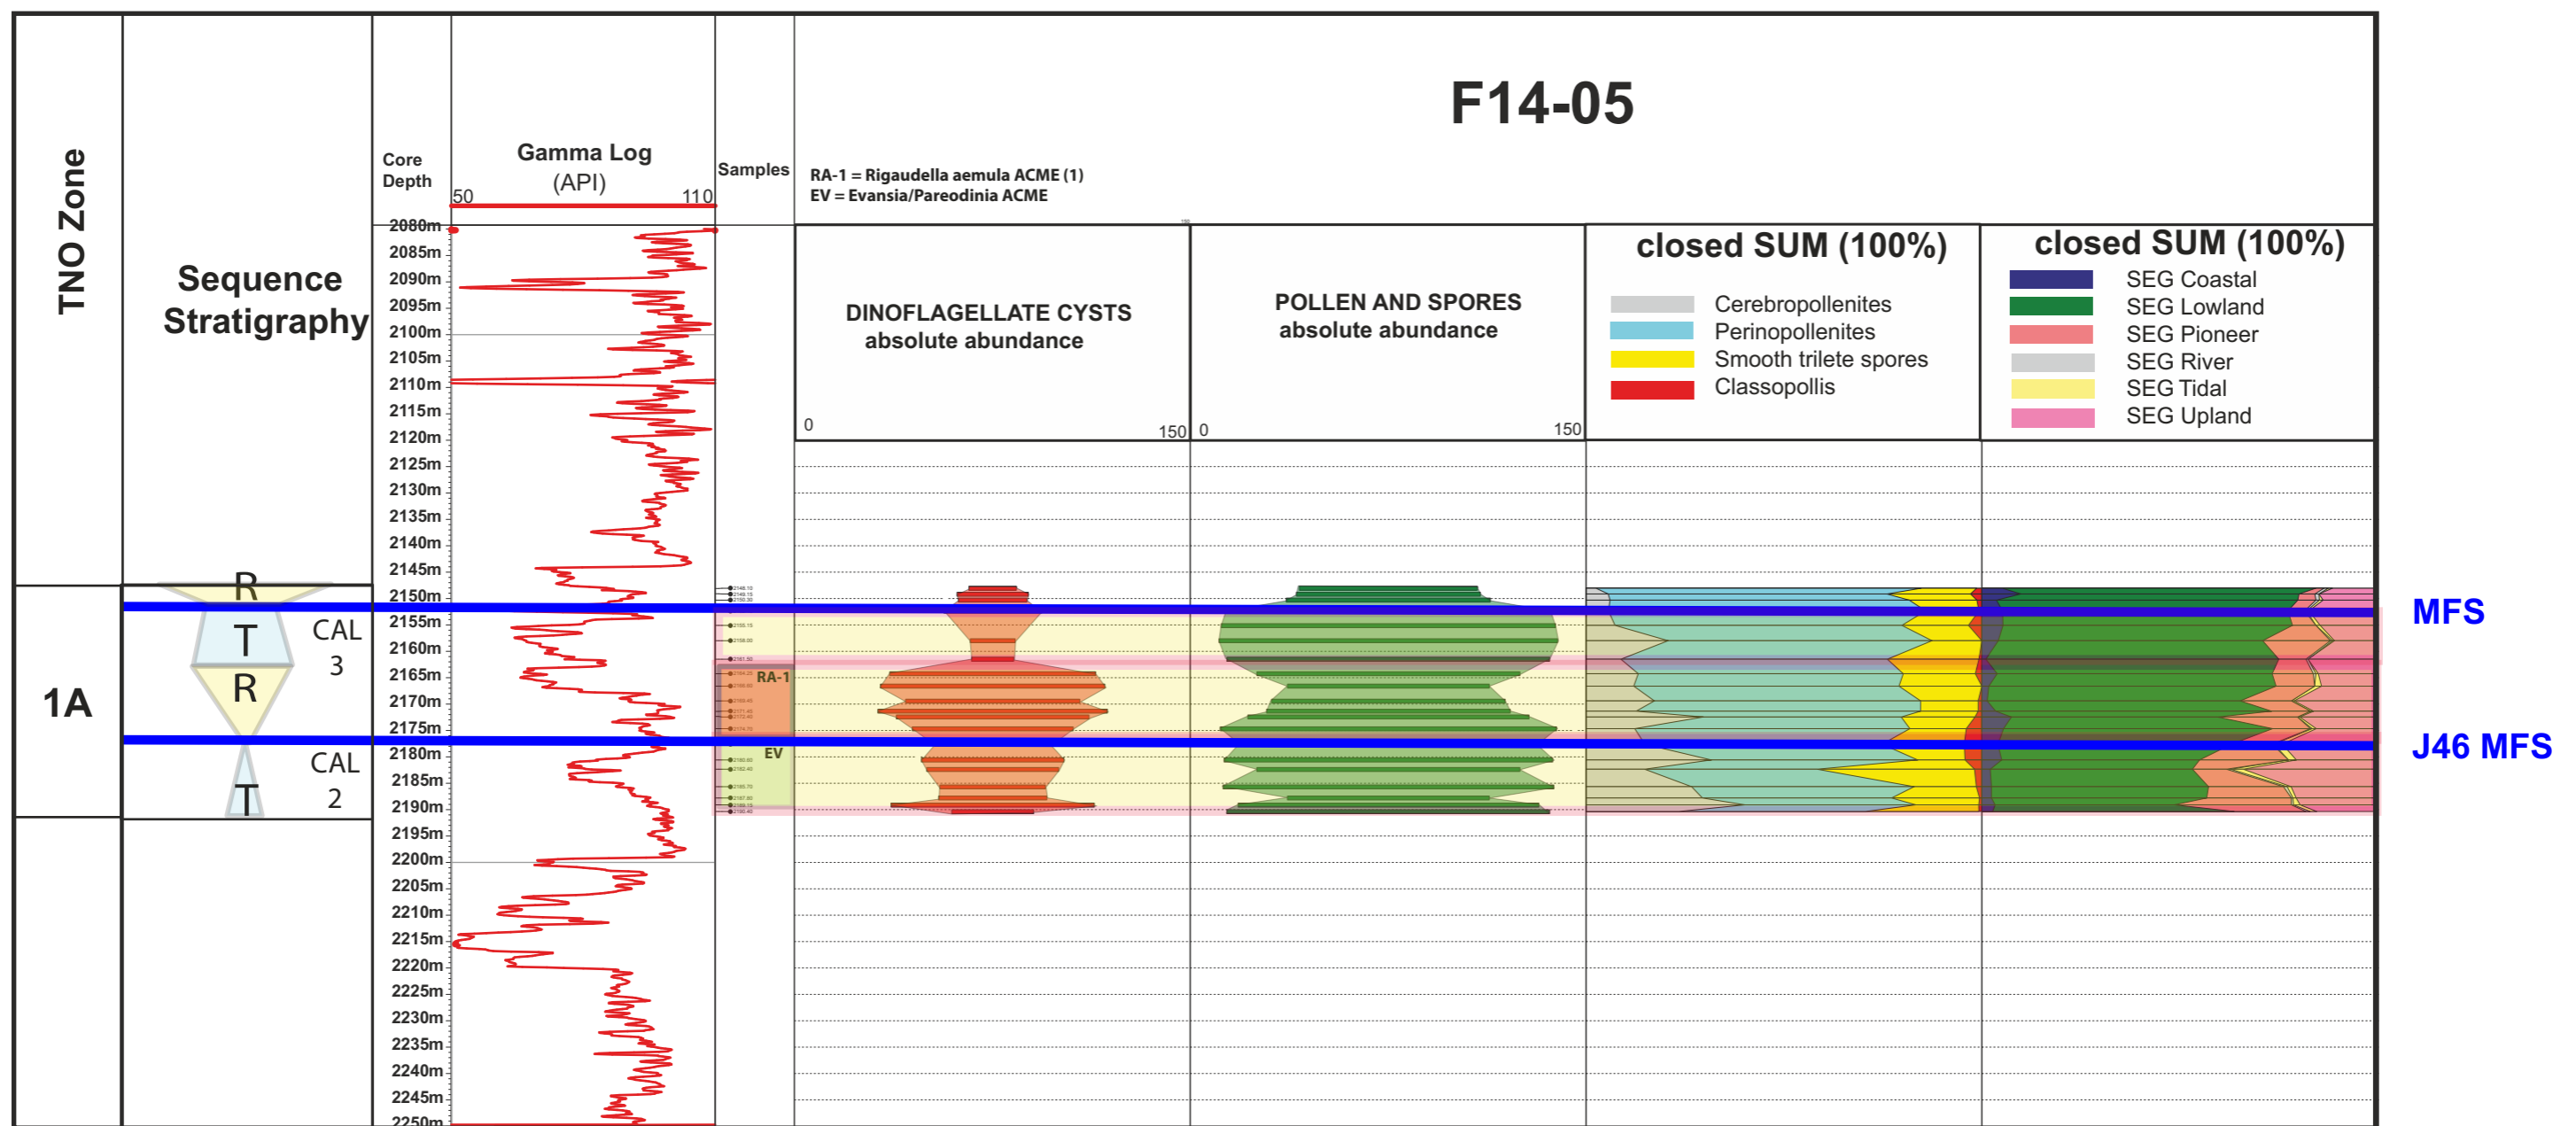 F14-05
TNO Zone
Sequence
Stratigraphy
Core
Depth
Gamma Log
(API)
50
110
Samples
RA-1 = Rigaudella aemula ACME (1)
EV = Evansia/Pareodinia ACME
DINOFLAGELLATE CYSTS
absolute abundance
0
150
POLLEN AND SPORES
absolute abundance
0
150
closed SUM (100%)
Cerebropollenites
Perinopollenites
Smooth trilete spores
Classopollis
closed SUM (100%)
SEG Coastal
SEG Lowland
SEG Pioneer
SEG River
SEG Tidal
SEG Upland
2080m
2085m
2090m
2095m
2100m
2105m
2110m
2115m
2120m
2125m
2130m
2135m
2140m
2145m
2150m
2155m
2160m
2165m
2170m
2175m
2180m
2185m
2190m
2195m
2200m
2205m
2210m
2215m
2220m
2225m
2230m
2235m
2240m
2245m
2250m
1A
R
T
CAL
3
R
CAL
2
T
RA-1
EV
MFS
J46 MFS